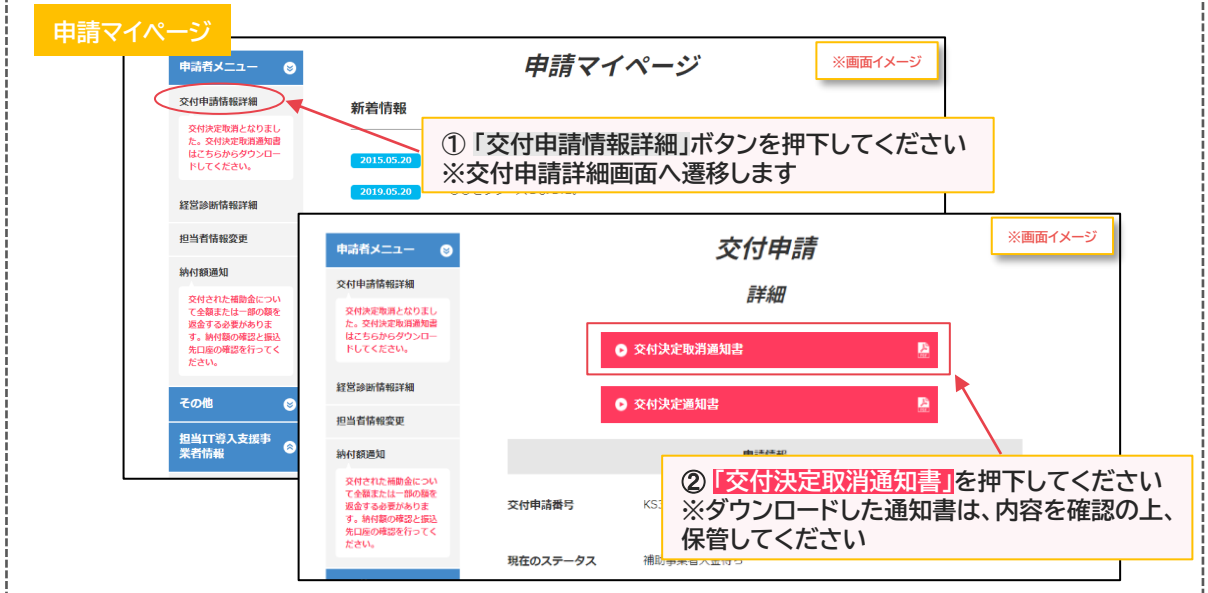 申請マイページ
申請者メニュー
交付申請情報詳細
交付決定取消となりまし
た。交付決定取消通知書
はこちらからダウンロー
ドしてください。
経営診断情報詳細
担当者情報変更
納付額通知
交付された補助金につい
て全額または一部の額を
返金する必要がありま
す。納付額の確認と振込
先口座の確認を行ってく
ださい。
その他
担当IT導入支援事
業者情報
申請マイページ
※画面イメージ
新着情報
2015.05.20
2019.05.20
①「交付申請情報詳細」ボタンを押下してください
※交付申請詳細画面へ遷移します
申請者メニュー
交付申請情報詳細
交付決定取消となりまし
た。交付決定取消通知書
はこちらからダウンロー
ドしてください。
経営診断情報詳細
担当者情報変更
納付額通知
交付された補助金につい
て全額または一部の額を
返金する必要がありま
す。納付額の確認と振込
先口座の確認を行ってく
ださい。
交付申請
※画面イメージ
詳細
交付決定取消通知書
交付決定通知書
申請情報
交付申請番号
KS3
現在のステータス
補助事業者入金待ち
②「交付決定取消通知書」を押下してください
※ダウンロードした通知書は、内容を確認の上、
保管してください